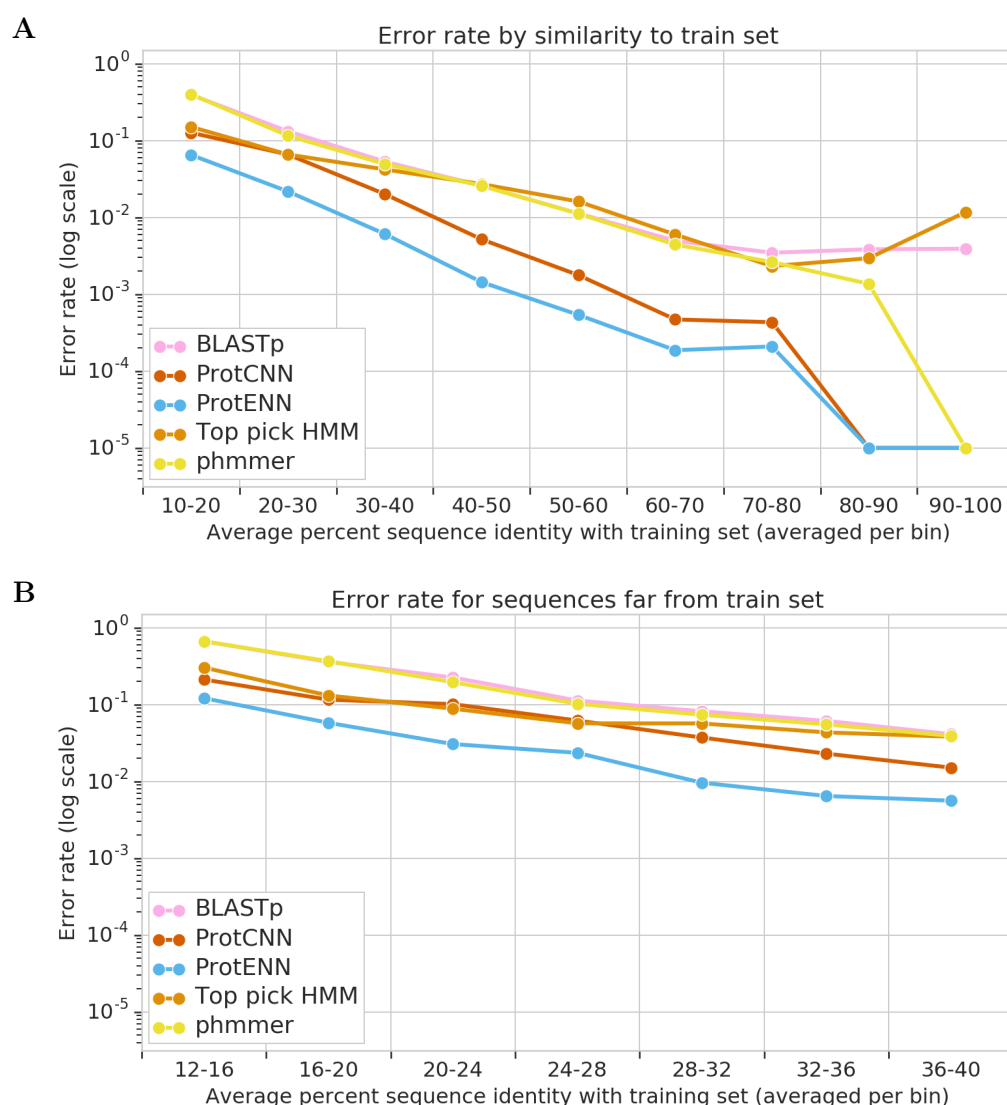 A
Error rate by similarity to train set
10^0
10^-1
10^-2
10^-3
10^-4
10^-5
Error rate (log scale)
BLASTp
ProtCNN
ProtENN
Top pick HMM
phmmer
10-20 20-30 30-40 40-50 50-60 60-70 70-80 80-90 90-100
Average percent sequence identity with training set (averaged per bin)
B
Error rate for sequences far from train set
10^0
10^-1
10^-2
10^-3
10^-4
10^-5
Error rate (log scale)
BLASTp
ProtCNN
ProtENN
Top pick HMM
phmmer
12-16 16-20 20-24 24-28 28-32 32-36 36-40
Average percent sequence identity with training set (averaged per bin)